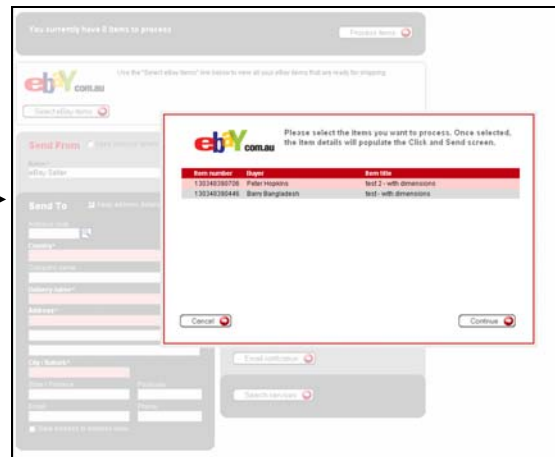 You currently have 0 items to process
Process items
ebay.com.au
Use the "Select eBay items" link below to view all your eBay items that are ready for shipping
Select eBay items
Send From
Name*
eBay Seller
Send To
Country*
Company name
Delivery name*
Address*
City / Suburb*
State / Province Postcode
Email Phone
ebay.com.au
Please select the items you want to process. Once selected,
the item details will populate the Click and Send screen.
Item number Buyer Item title
130348380706 Peter Hopkins test 2 - with dimensions
130348380446 Barry Bangladesh test - with dimensions
Cancel Continue
Email notification
Search services